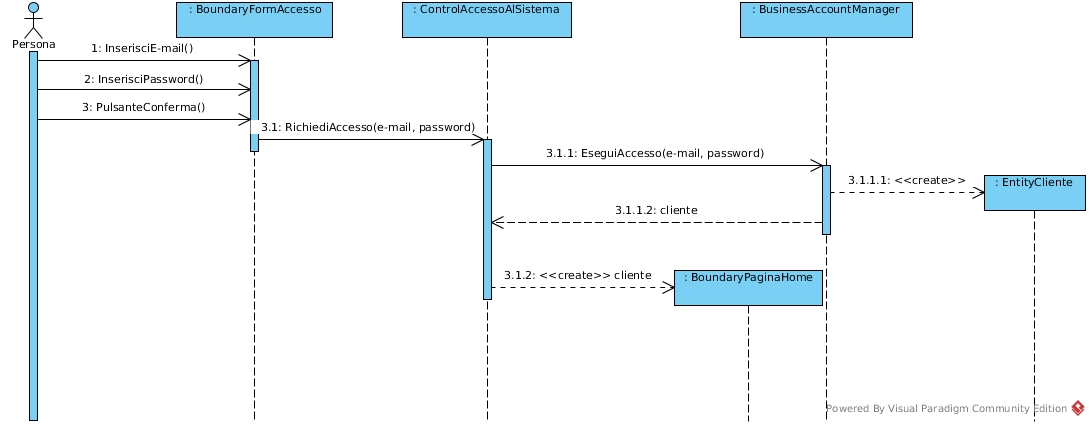 : BoundaryFormAccesso
: ControlAccessoAlSistema
: BusinessAccountManager
Persona
1: InserisciE-mail()
2: InserisciPassword()
3: PulsanteConferma()
3.1: RichiediAccesso(e-mail, password)
3.1.1: EseguiAccesso(e-mail, password)
3.1.1.1: <<create>>
: EntityCliente
3.1.1.2: cliente
3.1.2: <<create>> cliente
: BoundaryPaginaHome
Powered By Visual Paradigm Community Edition